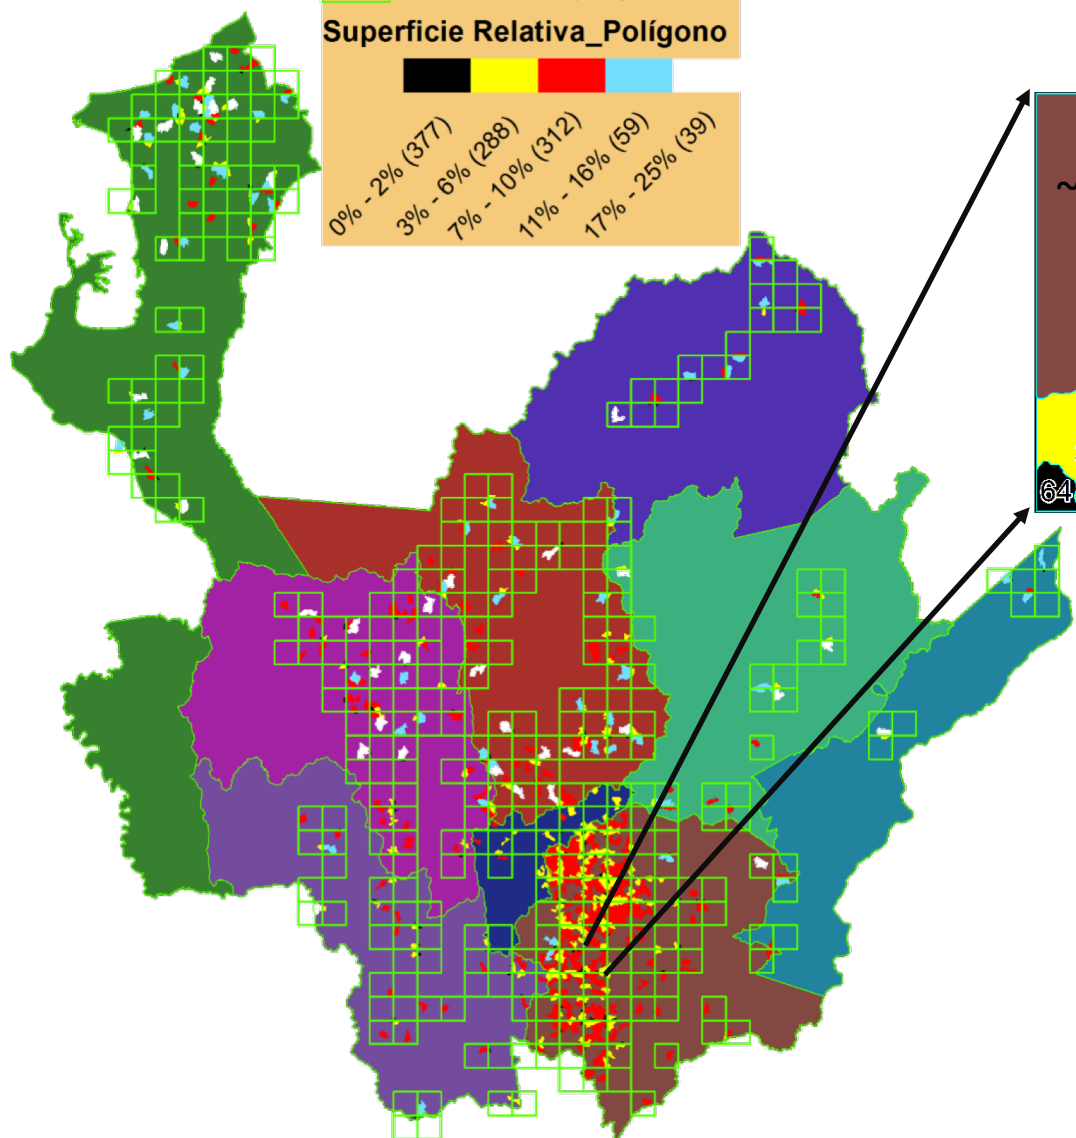 Superficie Relativa_Polígono
0% - 2% (377)
3% - 6% (288)
7% - 10% (312)
11% - 16% (59)
17% - 25% (39)
~
64